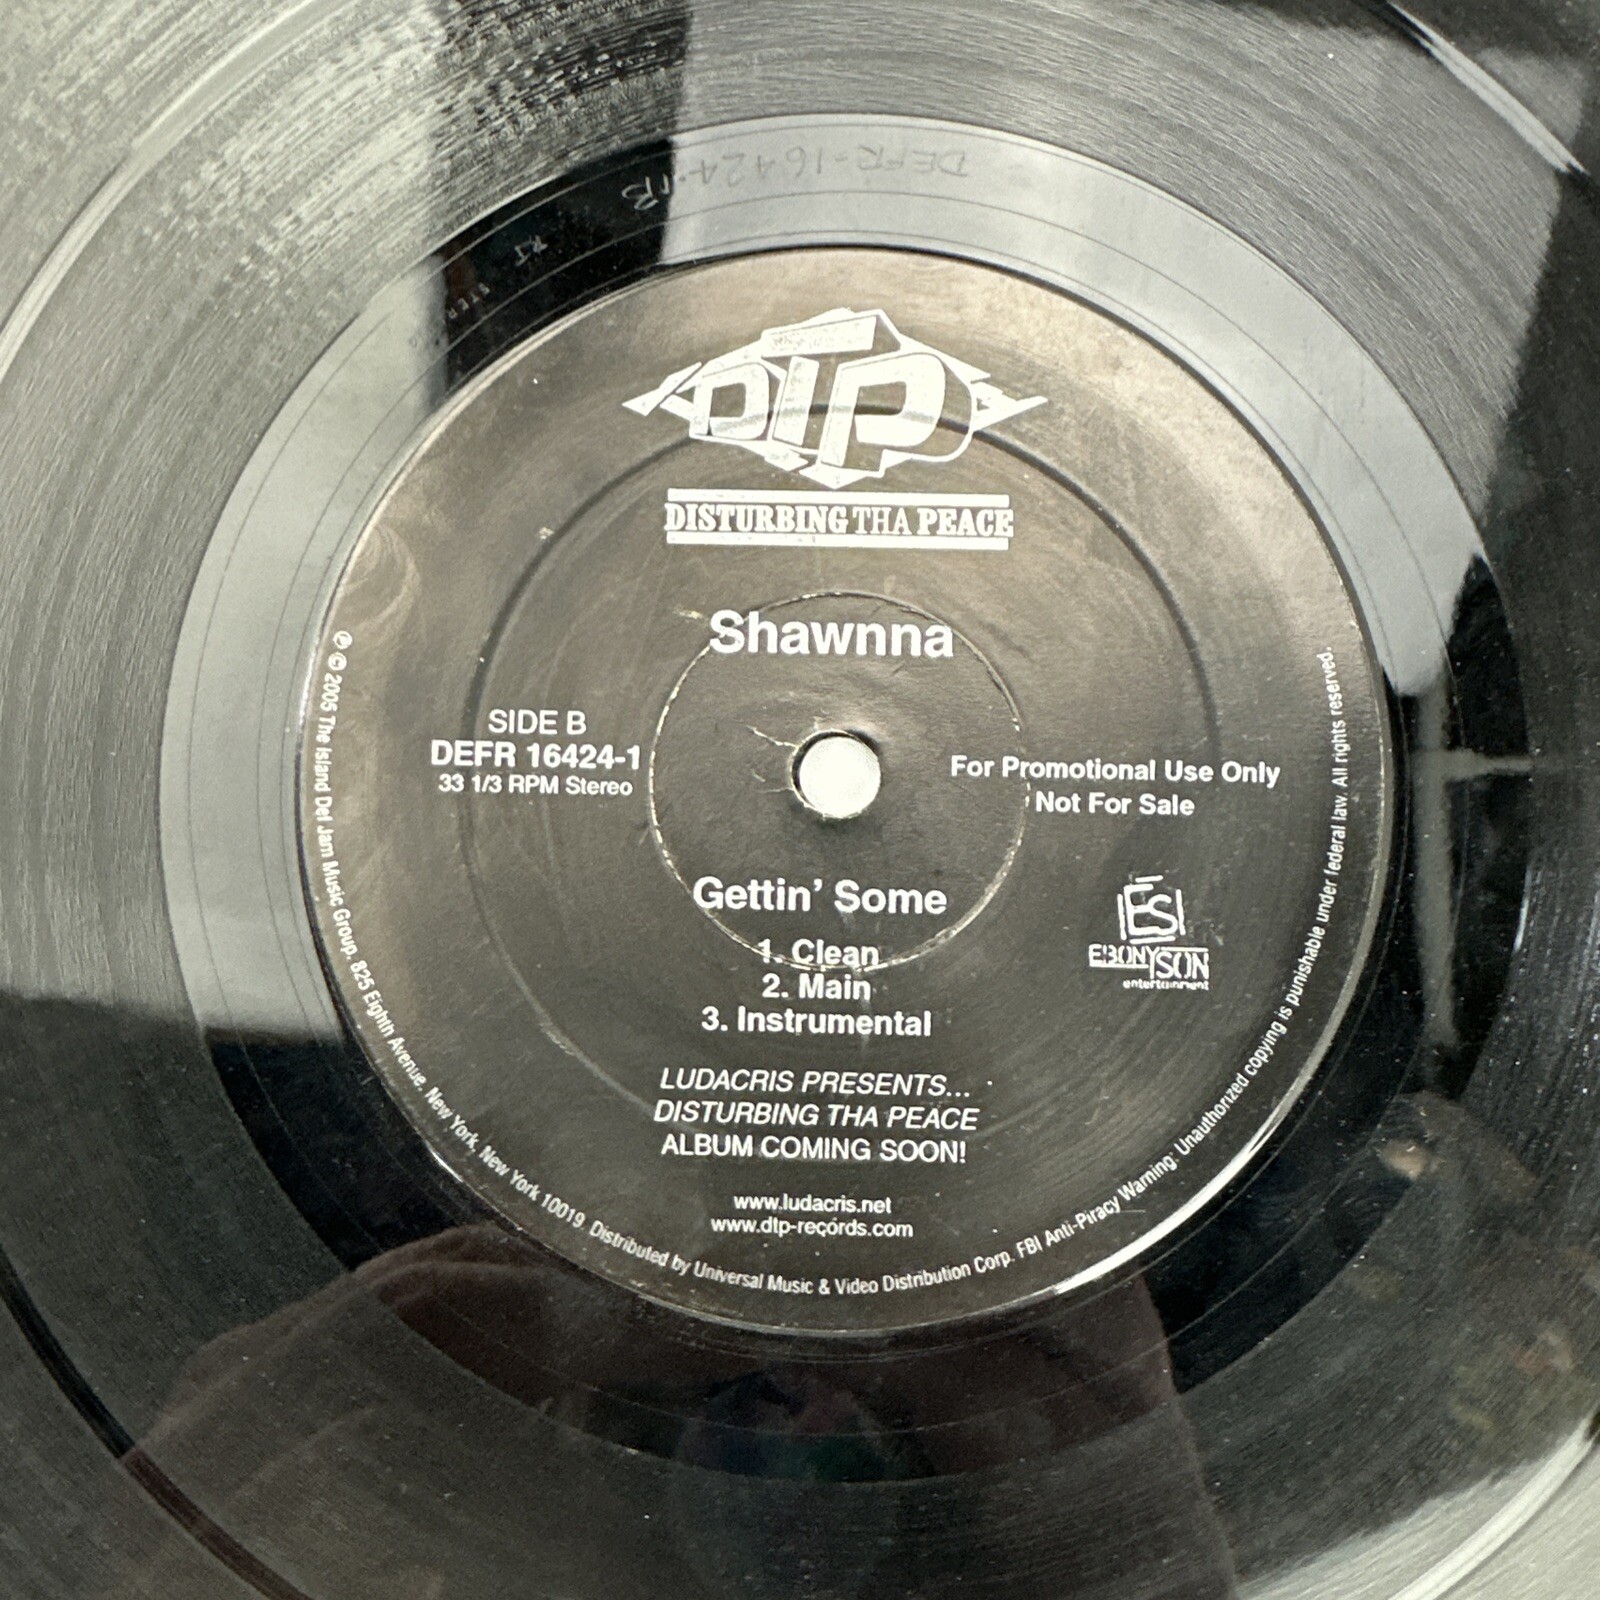 DEFR-16424-1B
DTP
DISTURBING THA PEACE
Shawnna
SIDE B
DEFR 16424-1
33 1/3 RPM Stereo
For Promotional Use Only
Not For Sale
Gettin' Some
1. Clean
2. Main
3. Instrumental
ESI
EBONYSON
entertainment
LUDACRIS PRESENTS...
DISTURBING THA PEACE
ALBUM COMING SOON!
www.ludacris.net
www.dtp-records.com
℗ © 2005 The Island Def Jam Music Group, 825 Eighth Avenue, New York, New York 10019 Distributed by Universal Music & Video Distribution Corp. FBI Anti-Piracy Warning: Unauthorized copying is punishable under federal law. All rights reserved.